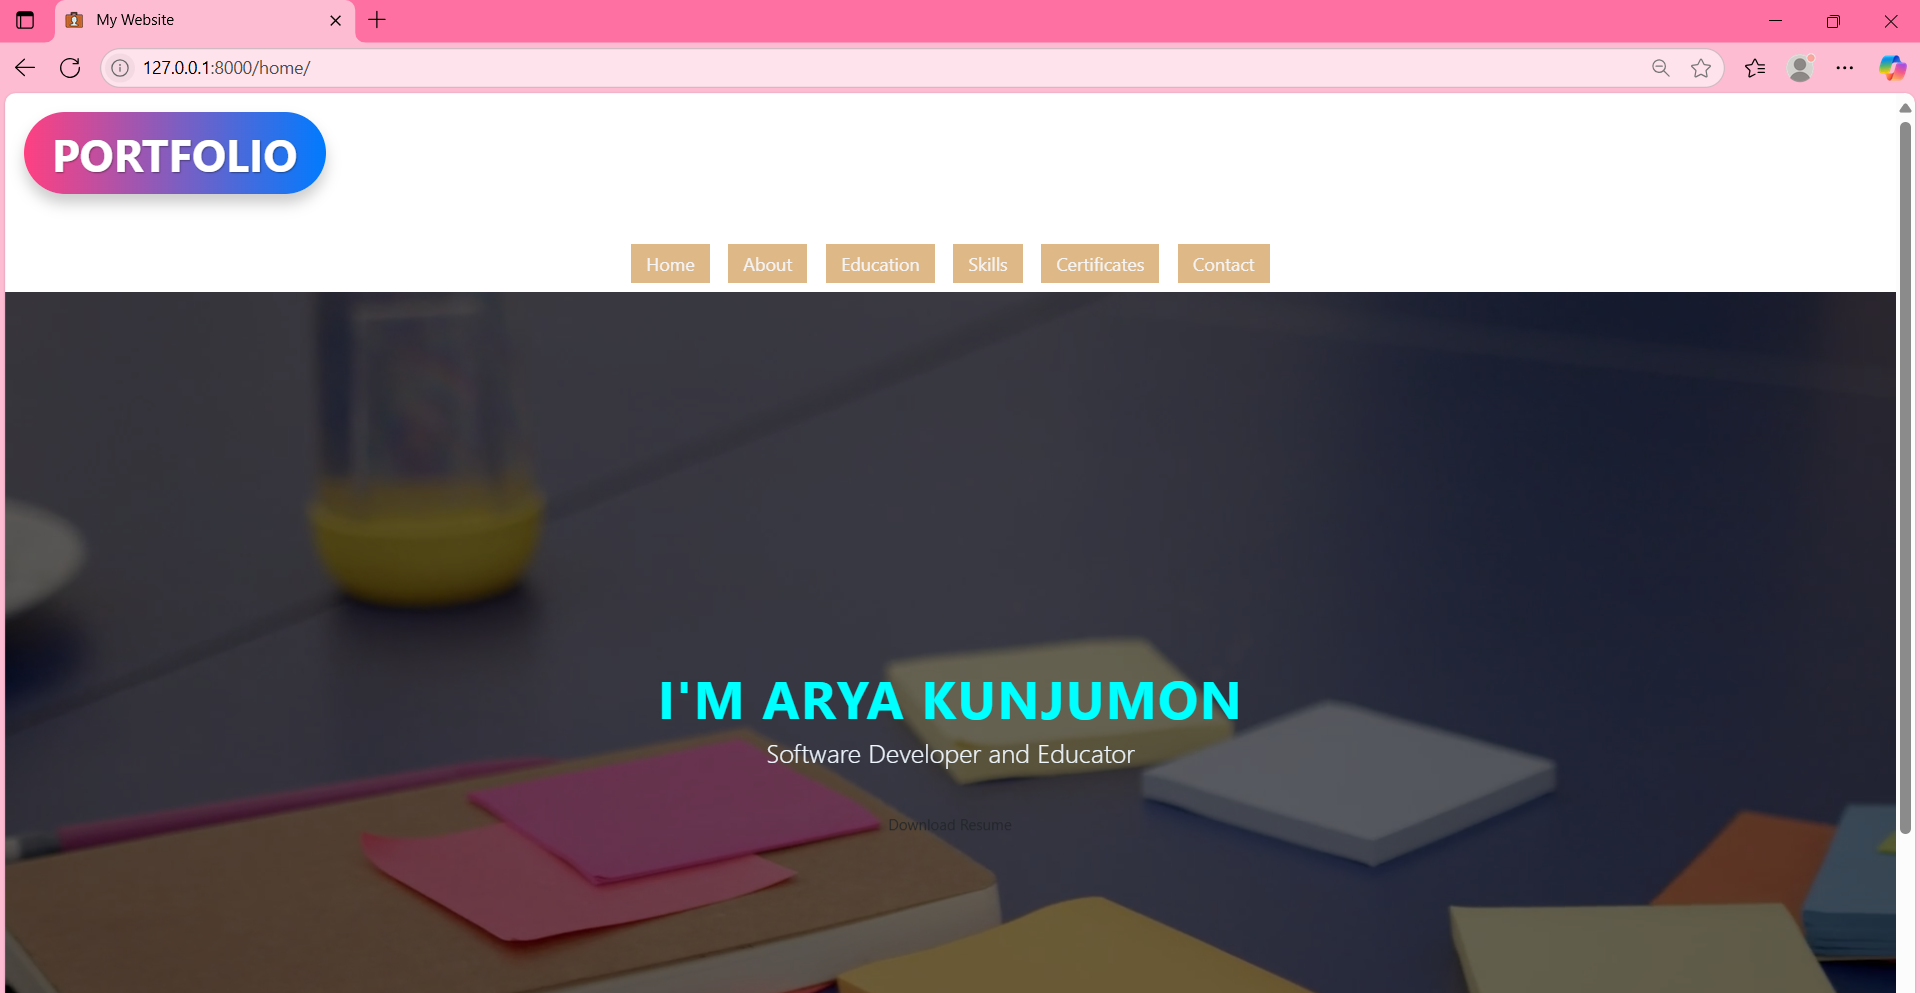 My Website
127.0.0.1:8000/home/
PORTFOLIO
Home About Education Skills Certificates Contact
I'M ARYA KUNJUMON
Software Developer and Educator
Download Resume